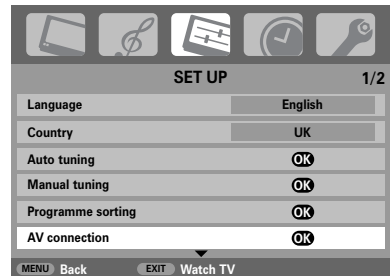 SET UP 1/2
Language English
Country UK
Auto tuning OK
Manual tuning OK
Programme sorting OK
AV connection OK
MENU Back EXIT Watch TV